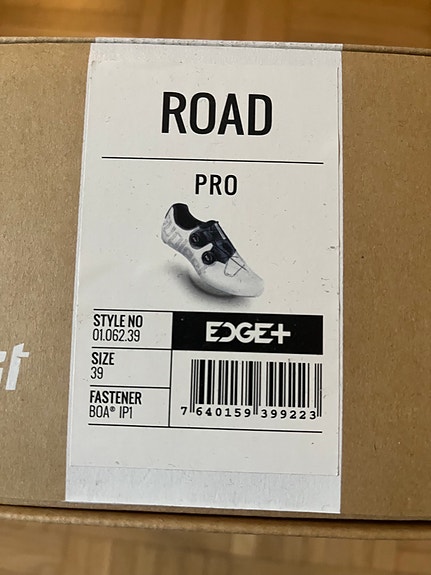 ROAD
PRO
STYLE NO
01.062.39
SIZE
39
FASTENER
BOA® IP1
EDGE+
7 640159 399223